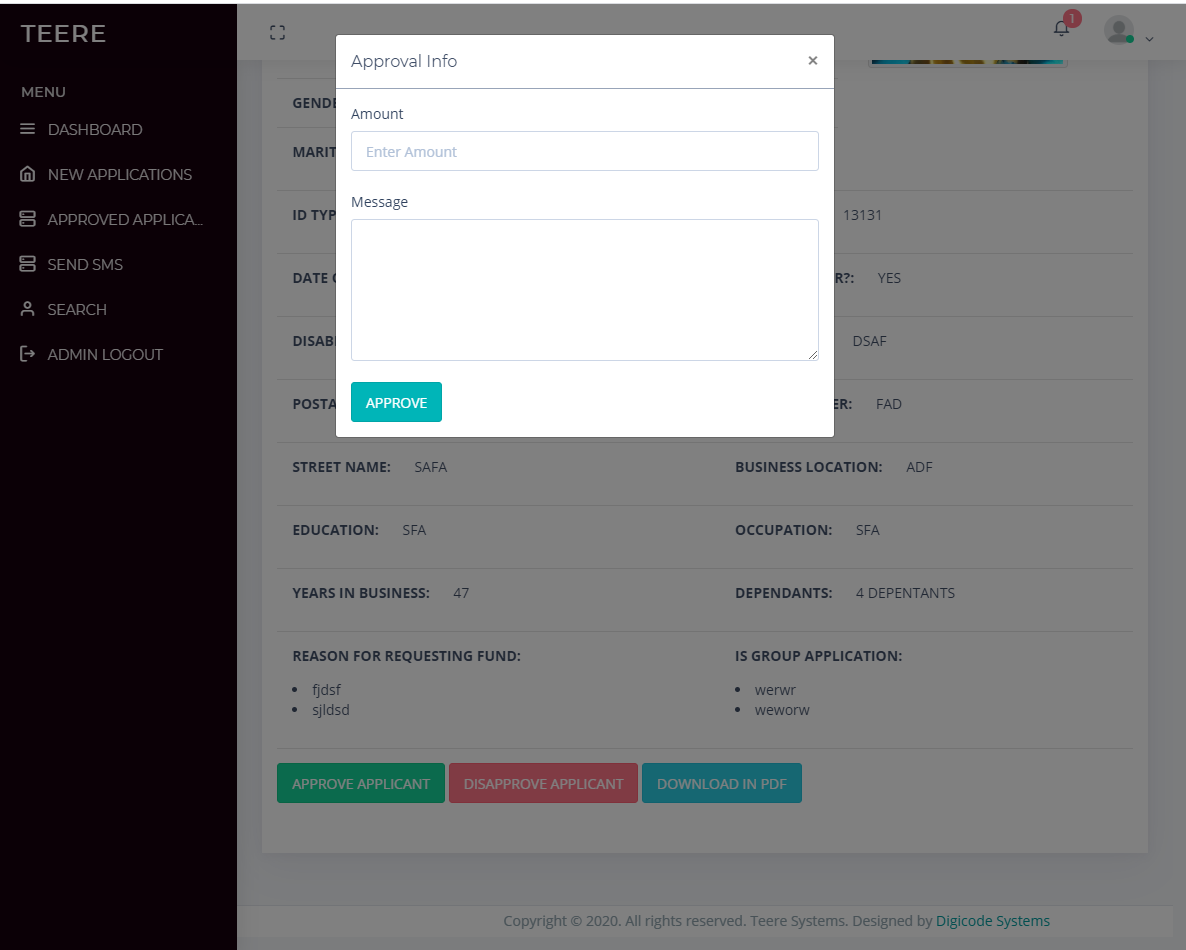 TEERE
1
MENU
DASHBOARD
NEW APPLICATIONS
APPROVED APPLICA...
SEND SMS
SEARCH
ADMIN LOGOUT
Approval Info
×
Amount
Enter Amount
Message
APPROVE
GENDE
MARIT
ID TYP 13131
DATE R?: YES
DISAB DSAF
POSTA ER: FAD
STREET NAME: SAFA BUSINESS LOCATION: ADF
EDUCATION: SFA OCCUPATION: SFA
YEARS IN BUSINESS: 47 DEPENDANTS: 4 DEPENTANTS
REASON FOR REQUESTING FUND: IS GROUP APPLICATION:
• fjdsf • werwr
• sjldsd • weworw
APPROVE APPLICANT DISAPPROVE APPLICANT DOWNLOAD IN PDF
Copyright © 2020. All rights reserved. Teere Systems. Designed by Digicode Systems